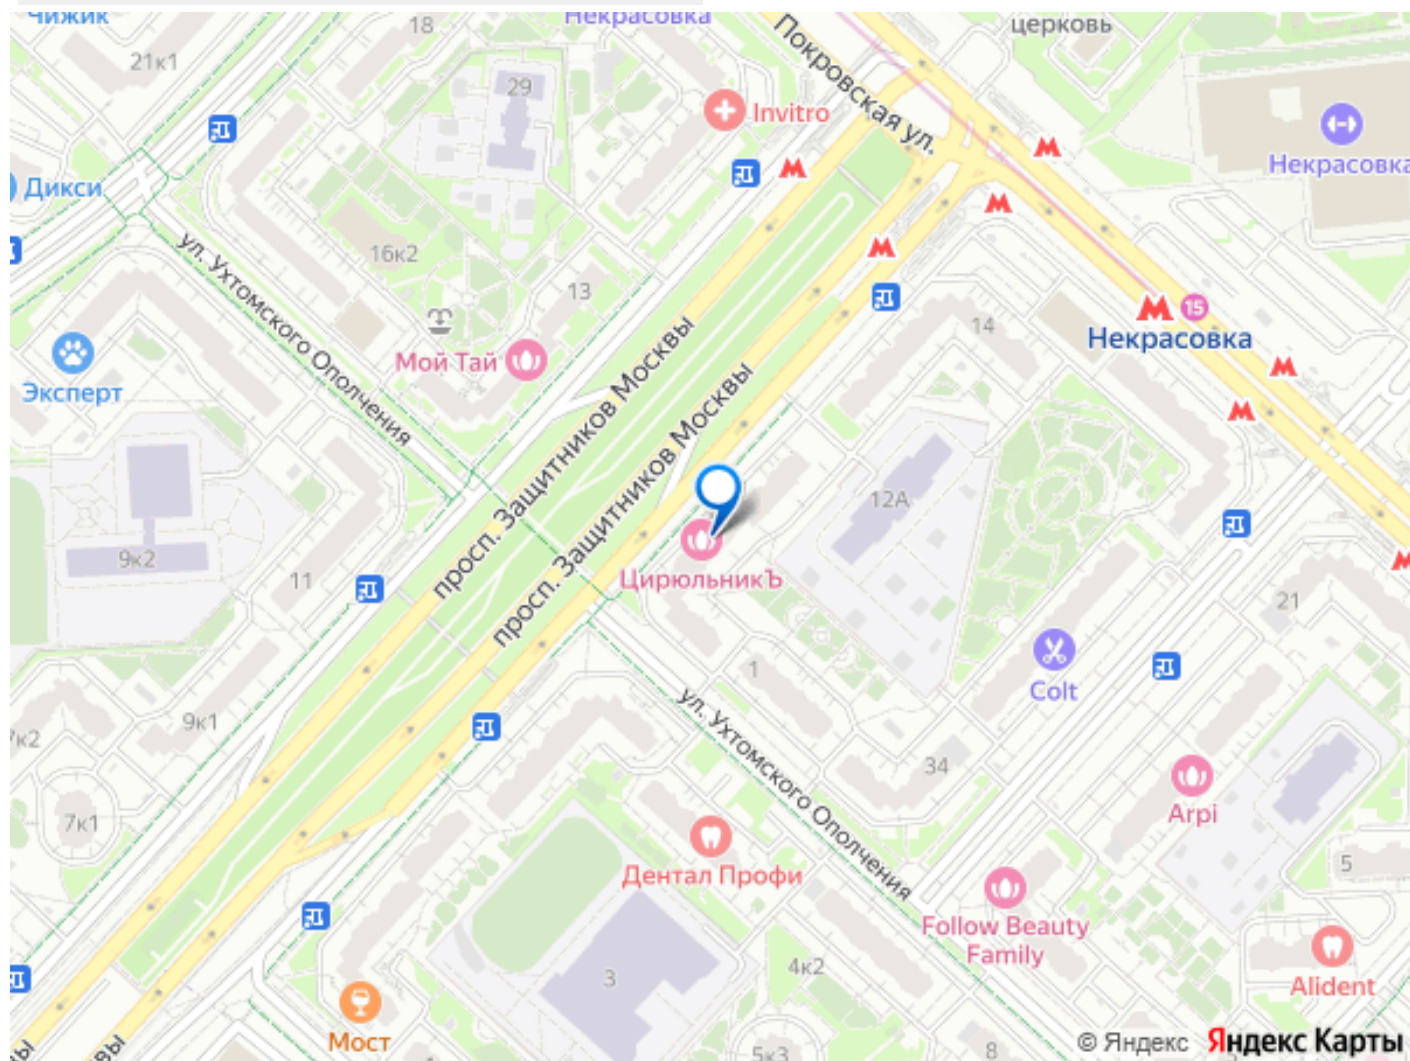 Чижик
18
Некрасовка
церковь
21к1
29
Покровская ул.
Invitro
Некрасовка
Дикси
ул. Ухтомского Ополчения
16к2
13
14
15
Некрасовка
Мой Тай
Эксперт
просп. Защитников Москвы
просп. Защитников Москвы
12А
9к2
11
ЦирюльникЪ
21
1
Colt
ул. Ухтомского Ополчения
9к1
7к2
34
7к1
Arpi
Дентал Профи
5
Follow Beauty
Family
3
4к2
Alident
Мост
5к3
8
© Яндекс Яндекс Карты